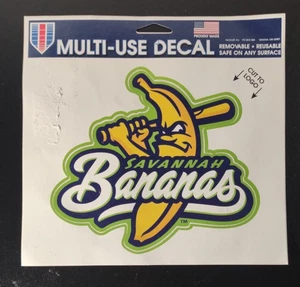 MULTI-USE DECAL
REMOVABLE • REUSABLE
SAFE ON ANY SURFACE
CUT TO
LOGO
SAVANNAH
Bananas
TM